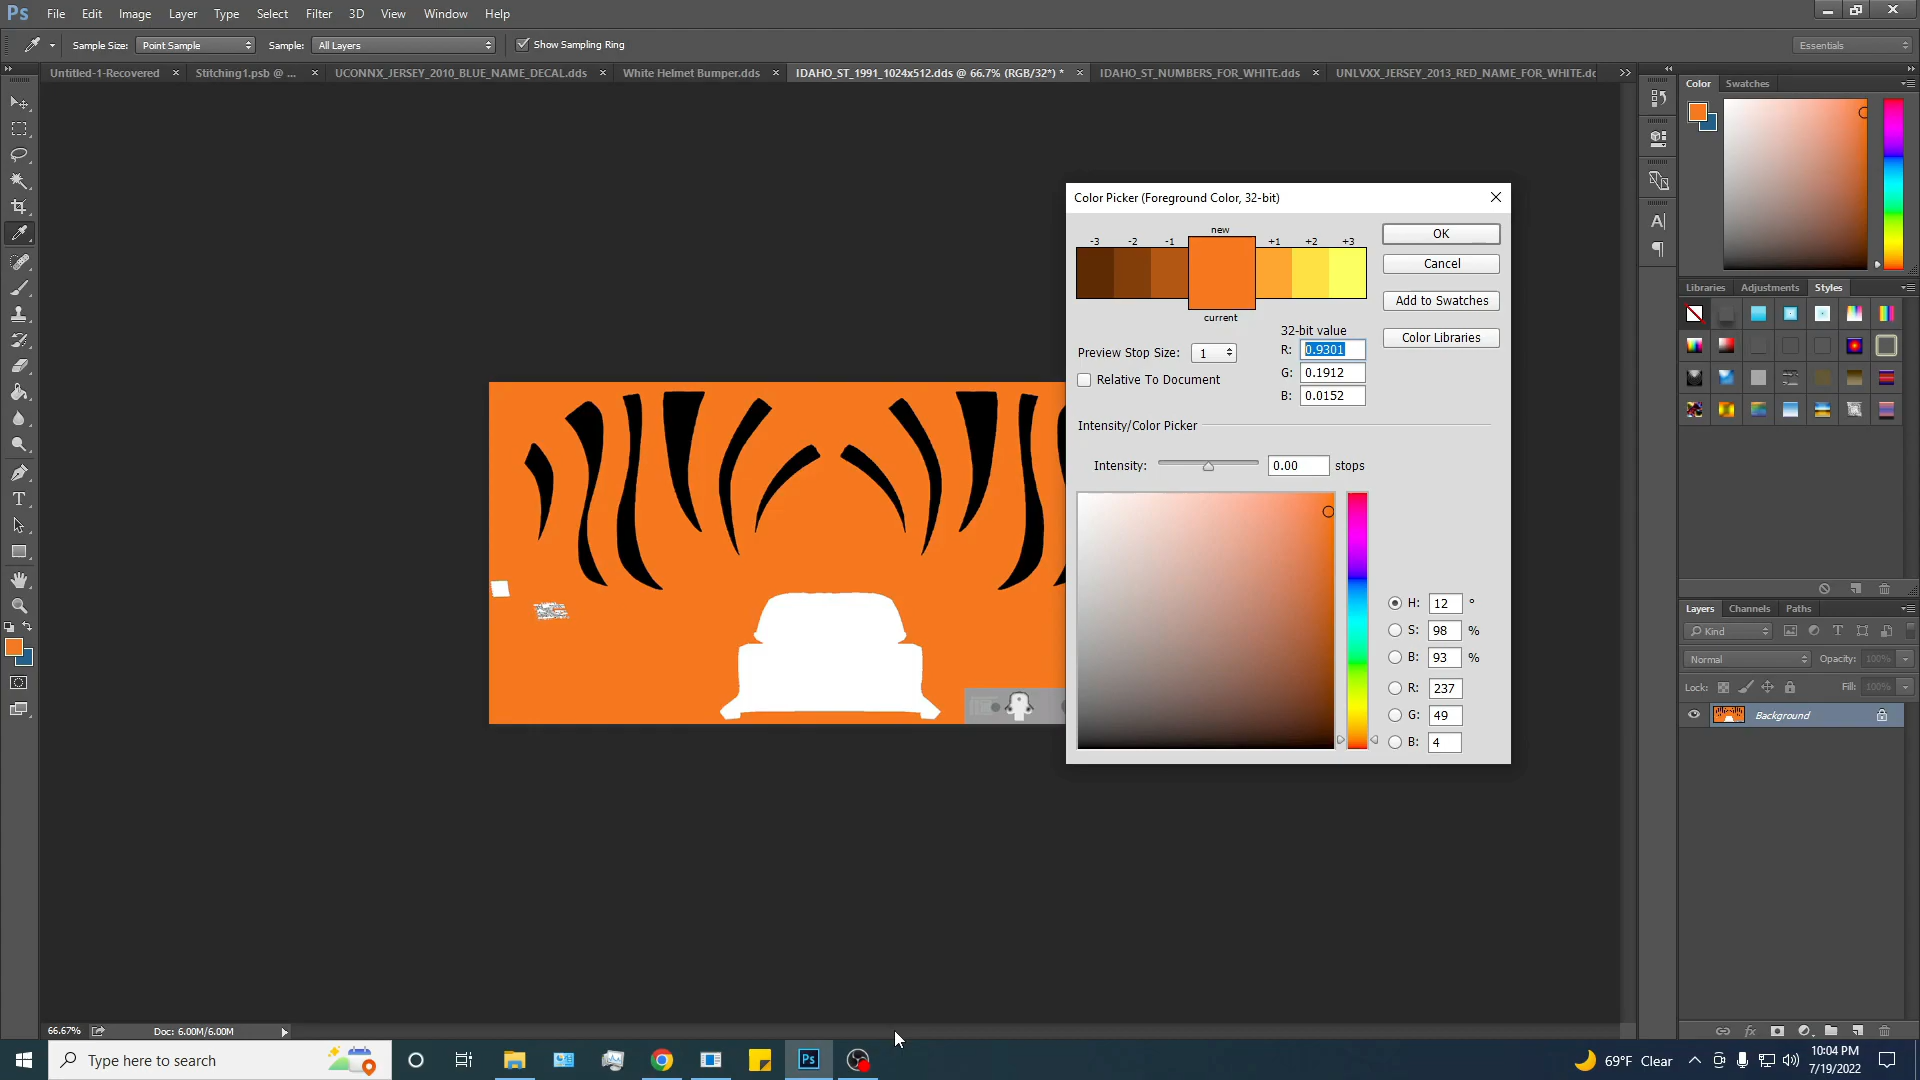 Ps File Edit Image Layer Type Select Filter 3D View Window Help
Sample Size: Point Sample Sample: All Layers Show Sampling Ring Essentials
Untitled-1-Recovered × Stitching1.psb @ ... × UCONNX_JERSEY_2010_BLUE_NAME_DECAL.dds × White Helmet Bumper.dds × IDAHO_ST_1991_1024x512.dds @ 66.7% (RGB/32*) * × IDAHO_ST_NUMBERS_FOR_WHITE.dds × UNLVXX_JERSEY_2013_RED_NAME_FOR_WHITE.dc
Color Swatches
Color Picker (Foreground Color, 32-bit)
new
-3 -2 -1 +1 +2 +3
current
OK
Cancel
Add to Swatches
Color Libraries
32-bit value
R: 0.9301
G: 0.1912
B: 0.0152
Preview Stop Size: 1
Relative To Document
Intensity/Color Picker
Intensity: 0.00 stops
H: 12 °
S: 98 %
B: 93 %
R: 237
G: 49
B: 4
Libraries Adjustments Styles
Layers Channels Paths
Kind
Normal Opacity: 100%
Lock: Fill: 100%
Background
66.67% Doc: 6.00M/6.00M
Type here to search
Ps
69°F Clear
10:04 PM
7/19/2022